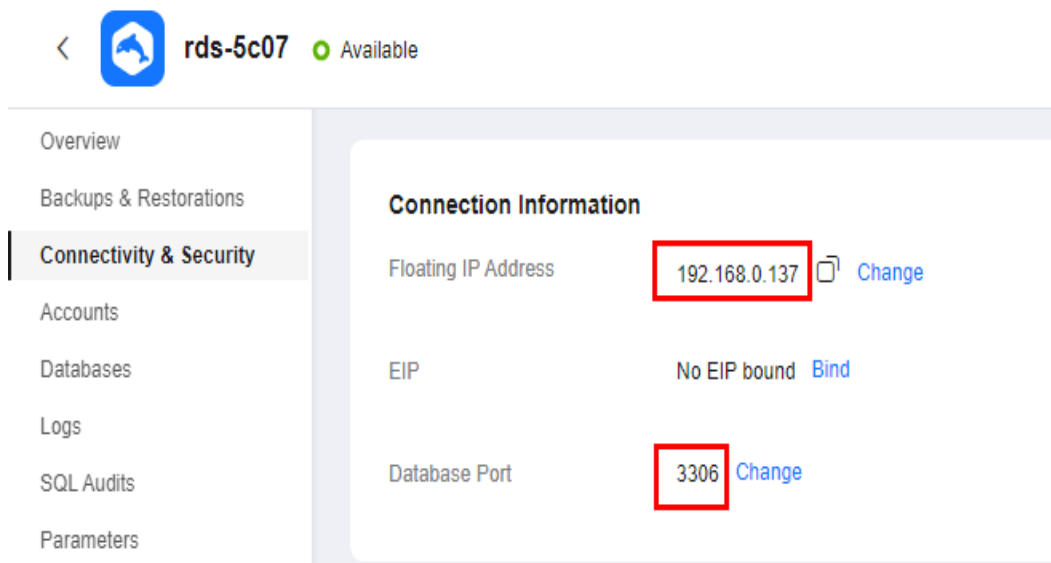 rds-5c07 Available
Overview
Backups & Restorations
Connectivity & Security
Accounts
Databases
Logs
SQL Audits
Parameters
Connection Information
Floating IP Address 192.168.0.137 Change
EIP No EIP bound Bind
Database Port 3306 Change